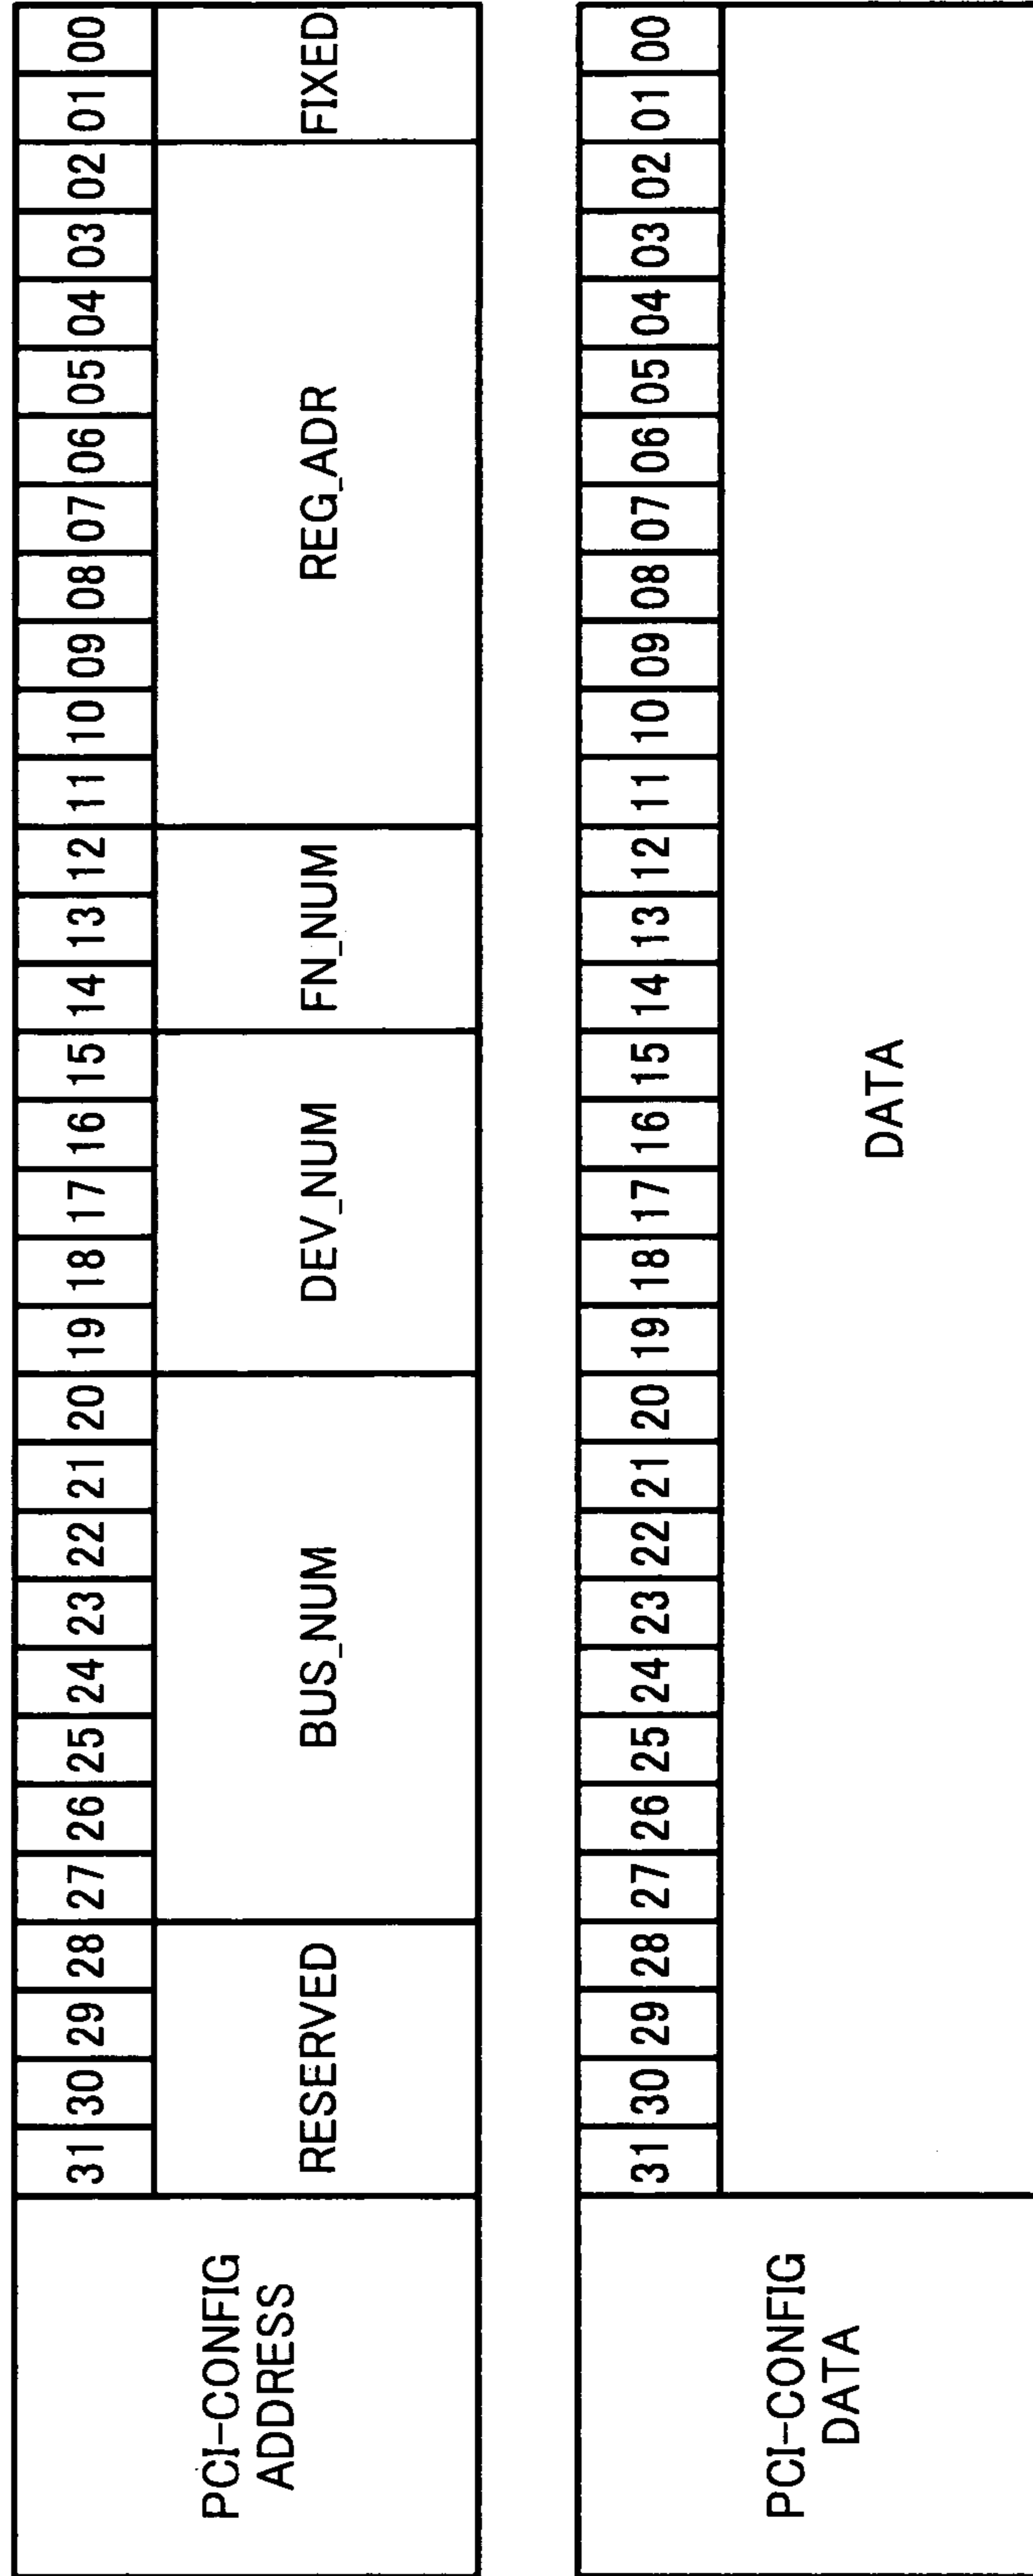 PCI-CONFIG
ADDRESS
31 30 29 28 27 26 25 24 23 22 21 20 19 18 17 16 15 14 13 12 11 10 09 08 07 06 05 04 03 02 01 00
RESERVED BUS_NUM DEV_NUM FN_NUM REG_ADR FIXED
PCI-CONFIG
DATA
31 30 29 28 27 26 25 24 23 22 21 20 19 18 17 16 15 14 13 12 11 10 09 08 07 06 05 04 03 02 01 00
DATA